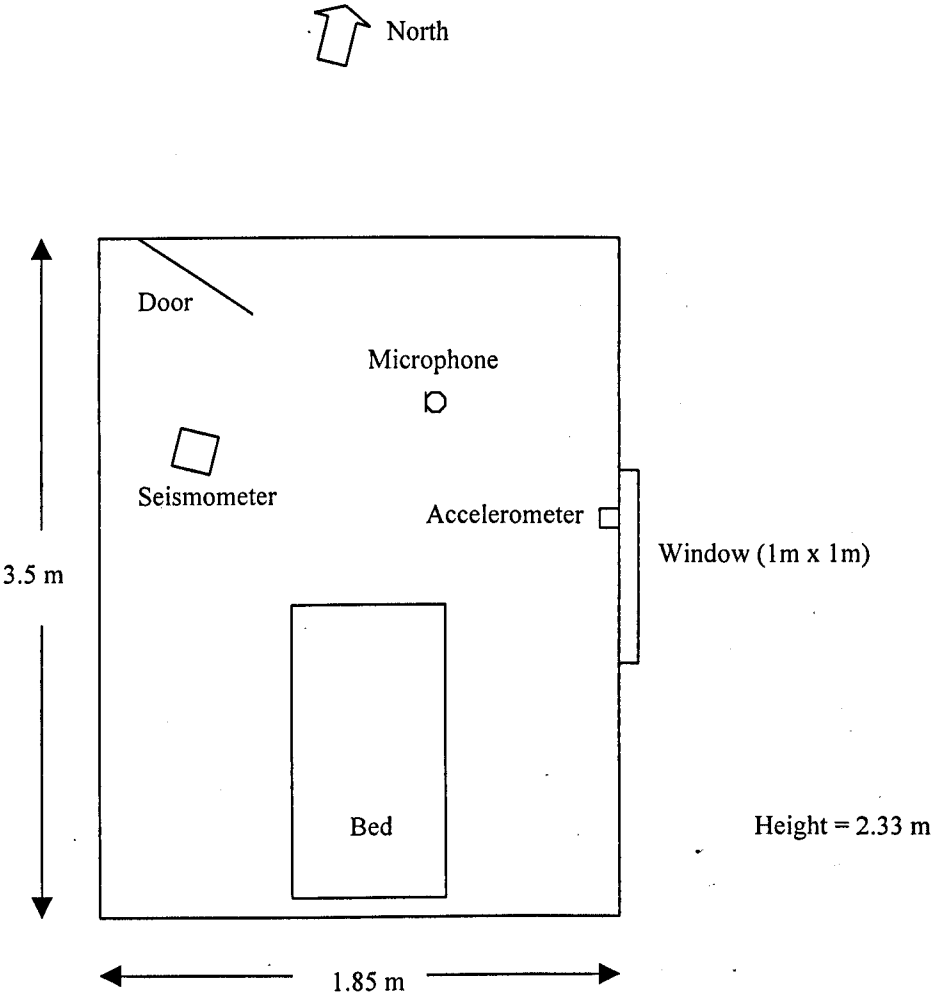 North
Door
Microphone
Seismometer
Accelerometer
Window (1m x 1m)
3.5 m
Bed
Height = 2.33 m
1.85 m